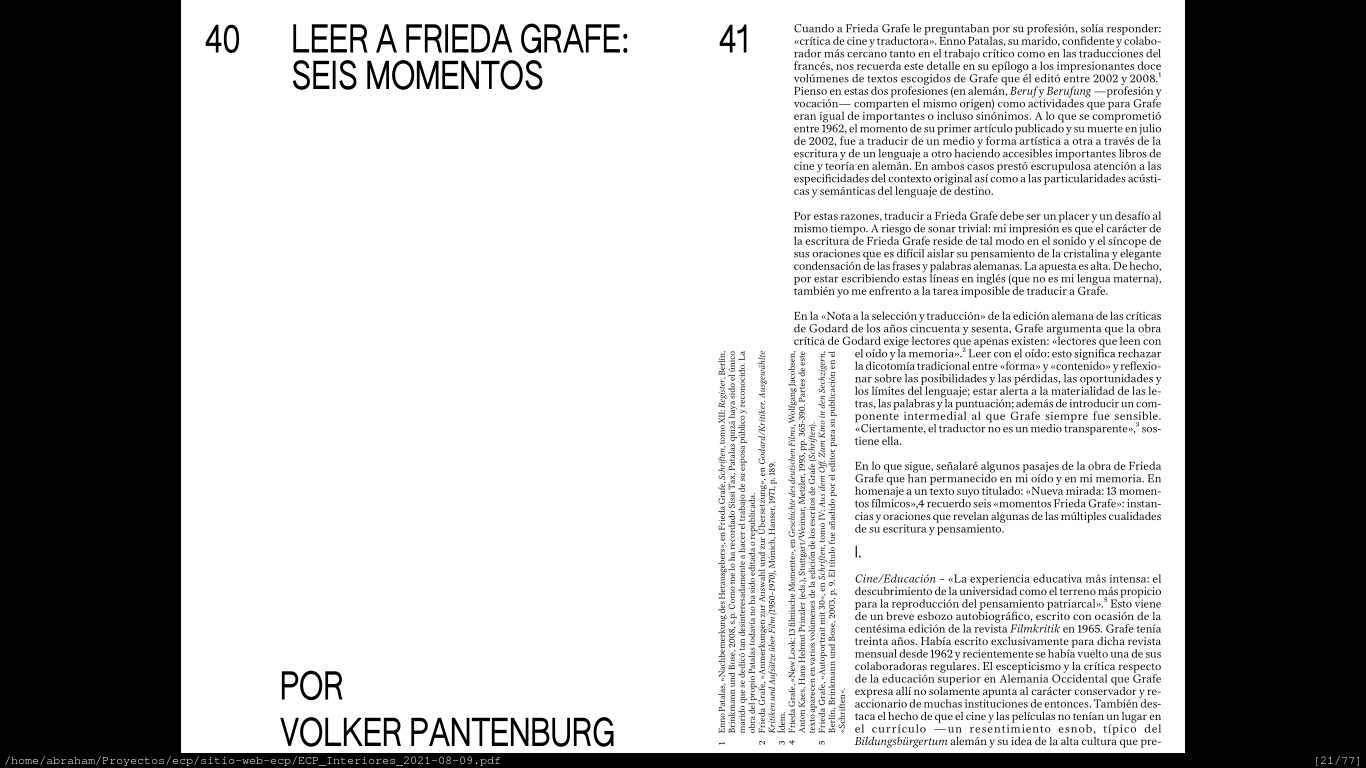 40
LEER A FRIEDA GRAFE:
SEIS MOMENTOS
POR
VOLKER PANTENBURG
41
Cuando a Frieda Grafe le preguntaban por su profesión, solía responder:
«crítica de cine y traductora». Enno Patalas, su marido, confidente y colabo-
rador más cercano tanto en el trabajo crítico como en las traducciones del
francés, nos recuerda este detalle en su epílogo a los impresionantes doce
volúmenes de textos escogidos de Grafe que él editó entre 2002 y 2008.1
Pienso en estas dos profesiones (en alemán, Beruf y Berufung —profesión y
vocación— comparten el mismo origen) como actividades que para Grafe
eran igual de importantes o incluso sinónimos. A lo que se comprometió
entre 1962, el momento de su primer artículo publicado y su muerte en julio
de 2002, fue a traducir de un medio y forma artística a otra a través de la
escritura y de un lenguaje a otro haciendo accesibles importantes libros de
cine y teoría en alemán. En ambos casos prestó escrupulosa atención a las
especificidades del contexto original así como a las particularidades acústi-
cas y semánticas del lenguaje de destino.
Por estas razones, traducir a Frieda Grafe debe ser un placer y un desafío al
mismo tiempo. A riesgo de sonar trivial: mi impresión es que el carácter de
la escritura de Frieda Grafe reside de tal modo en el sonido y el síncope de
sus oraciones que es difícil aislar su pensamiento de la cristalina y elegante
condensación de las frases y palabras alemanas. La apuesta es alta. De hecho,
por estar escribiendo estas líneas en inglés (que no es mi lengua materna),
también yo me enfrento a la tarea imposible de traducir a Grafe.
En la «Nota a la selección y traducción» de la edición alemana de las críticas
de Godard de los años cincuenta y sesenta, Grafe argumenta que la obra
crítica de Godard exige lectores que apenas existen: «lectores que leen con
el oído y la memoria».2 Leer con el oído: esto significa rechazar
la dicotomía tradicional entre «forma» y «contenido» y reflexio-
nar sobre las posibilidades y las pérdidas, las oportunidades y
los límites del lenguaje; estar alerta a la materialidad de las le-
tras, las palabras y la puntuación; además de introducir un com-
ponente intermedial al que Grafe siempre fue sensible.
«Ciertamente, el traductor no es un medio transparente»,3 sos-
tiene ella.
En lo que sigue, señalaré algunos pasajes de la obra de Frieda
Grafe que han permanecido en mi oído y en mi memoria. En
homenaje a un texto suyo titulado: «Nueva mirada: 13 momen-
tos fílmicos»,4 recuerdo seis «momentos Frieda Grafe»: instan-
cias y oraciones que revelan algunas de las múltiples cualidades
de su escritura y pensamiento.
I.
Cine/Educación – «La experiencia educativa más intensa: el
descubrimiento de la universidad como el terreno más propicio
para la reproducción del pensamiento patriarcal».5 Esto viene
de un breve esbozo autobiográfico, escrito con ocasión de la
centésima edición de la revista Filmkritik en 1965. Grafe tenía
treinta años. Había escrito exclusivamente para dicha revista
mensual desde 1962 y recientemente se había vuelto una de sus
colaboradoras regulares. El escepticismo y la crítica respecto
de la educación superior en Alemania Occidental que Grafe
expresa allí no solamente apunta al carácter conservador y re-
accionario de muchas instituciones de entonces. También des-
taca el hecho de que el cine y las películas no tenían un lugar en
el currículo —un resentimiento esnob, típico del
Bildungsbürgertum alemán y su idea de la alta cultura que pre-
1 Enno Patalas, «Nachbemerkung des Herausgebers», en Frieda Grafe, Schriften, tomo XII: Register, Berlín,
Brinkmann und Bose, 2008, s.p. Como me lo ha recordado Sissi Tax, Patalas quizá haya sido el único
marido que se dedicó tan desinteresadamente a hacer el trabajo de su esposa público y reconocido. La
obra del propio Patalas todavía no ha sido editada o republicada.
2 Frieda Grafe, «Anmerkungen zur Auswahl und zur Übersetzung», en Godard/Kritiker. Ausgewählte
Kritiken und Aufsätze über Film (1950–1970), Múnich, Hanser, 1971, p. 189.
3 Ídem.
4 Frieda Grafe, «New Look: 13 filmische Momente», en Geschichte des deutschen Films, Wolfgang Jacobsen,
Anton Kaes, Hans Helmut Prinzler (eds.), Stuttgart/Weimar, Metzler, 1993, pp. 365-390. Partes de este
texto aparecen en varios volúmenes de la edición de los escritos de Grafe (Schriften).
5 Frieda Grafe, «Autoportrait mit 30», en Schriften, tomo IV: Aus dem Off. Zum Kino in den Sechzigern,
Berlín, Brinkmann und Bose, 2003, p. 9. El título fue añadido por el editor para su publicación en el
«Schriften».
/home/abraham/Proyectos/ecp/sitio-web-ecp/ECP_Interiores_2021-08-09.pdf
[21/77]